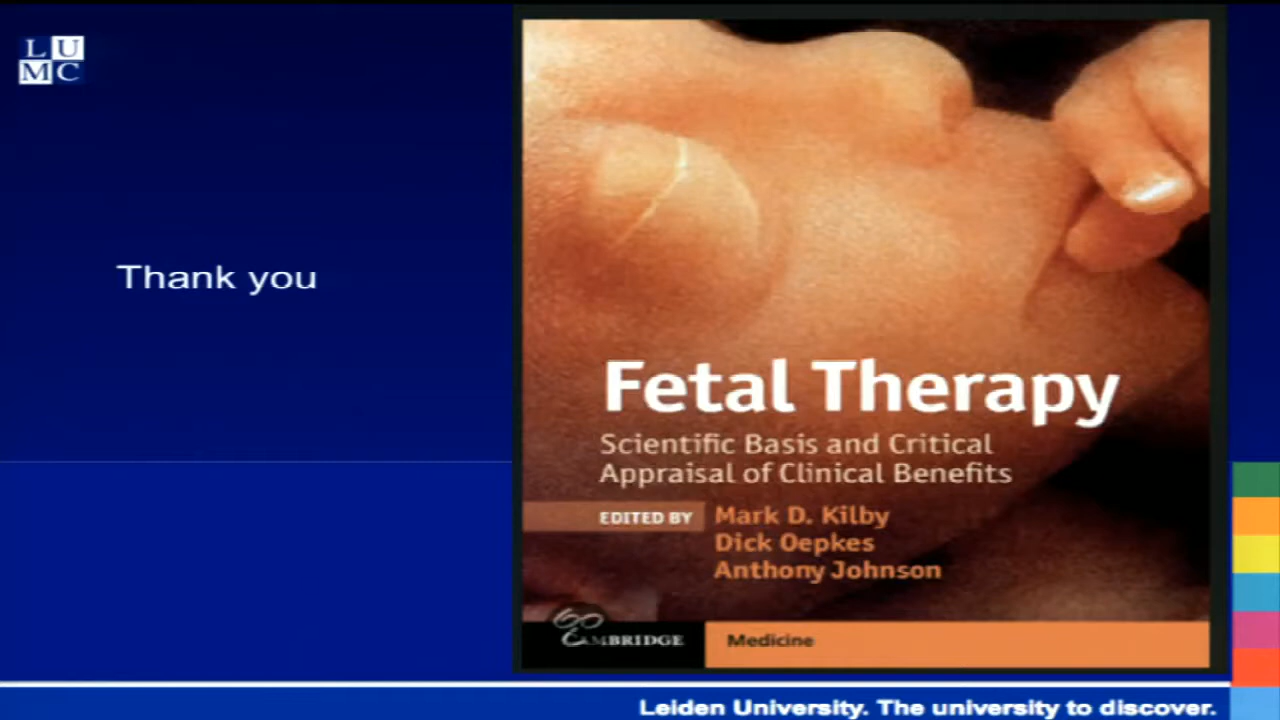 L U
M C
Thank you
Fetal Therapy
Scientific Basis and Critical
Appraisal of Clinical Benefits
EDITED BY
Mark D. Kilby
Dick Oepkes
Anthony Johnson
CAMBRIDGE
Medicine
Leiden University. The university to discover.